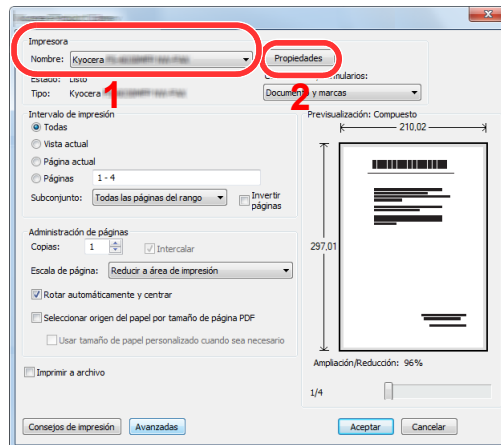 Impresora
Nombre: Kyocera
Propiedades
Estado: Listo
Tipo: Kyocera
1
2
Documento y marcas
Intervalo de impresión
Todas
Vista actual
Página actual
Páginas 1 - 4
Subconjunto: Todas las páginas del rango
Invertir
páginas
Previsualización: Compuesto
210,02
297,01
Administración de páginas
Copias: 1 Intercalar
Escala de página: Reducir a área de impresión
Rotar automáticamente y centrar
Seleccionar origen del papel por tamaño de página PDF
Usar tamaño de papel personalizado cuando sea necesario
Imprimir a archivo
Ampliación/Reducción: 96%
1/4
Consejos de impresión Avanzadas Aceptar Cancelar